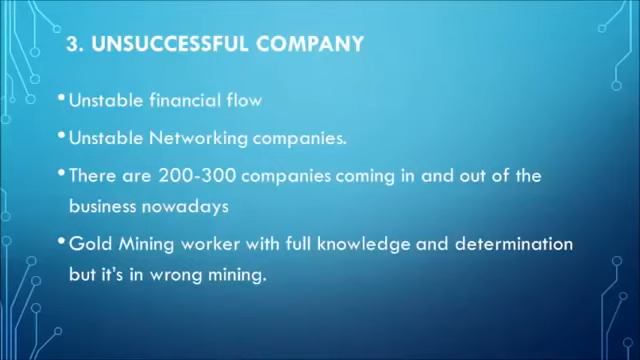 3. UNSUCCESSFUL COMPANY
• Unstable financial flow
• Unstable Networking companies.
• There are 200-300 companies coming in and out of the
business nowadays
• Gold Mining worker with full knowledge and determination
but it's in wrong mining.